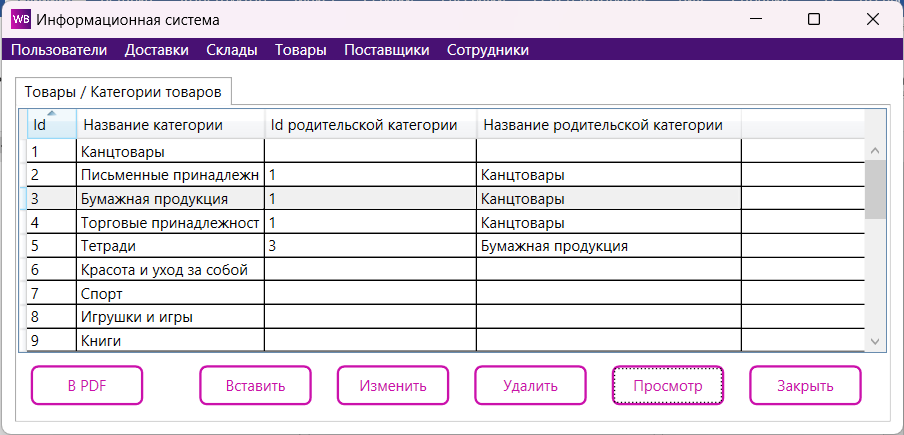 WB Информационная система
Пользователи Доставки Склады Товары Поставщики Сотрудники
Товары / Категории товаров
Id Название категории Id родительской категории Название родительской категории
1 Канцтовары
2 Письменные принадлежн 1 Канцтовары
3 Бумажная продукция 1 Канцтовары
4 Торговые принадлежност 1 Канцтовары
5 Тетради 3 Бумажная продукция
6 Красота и уход за собой
7 Спорт
8 Игрушки и игры
9 Книги
В PDF Вставить Изменить Удалить Просмотр Закрыть